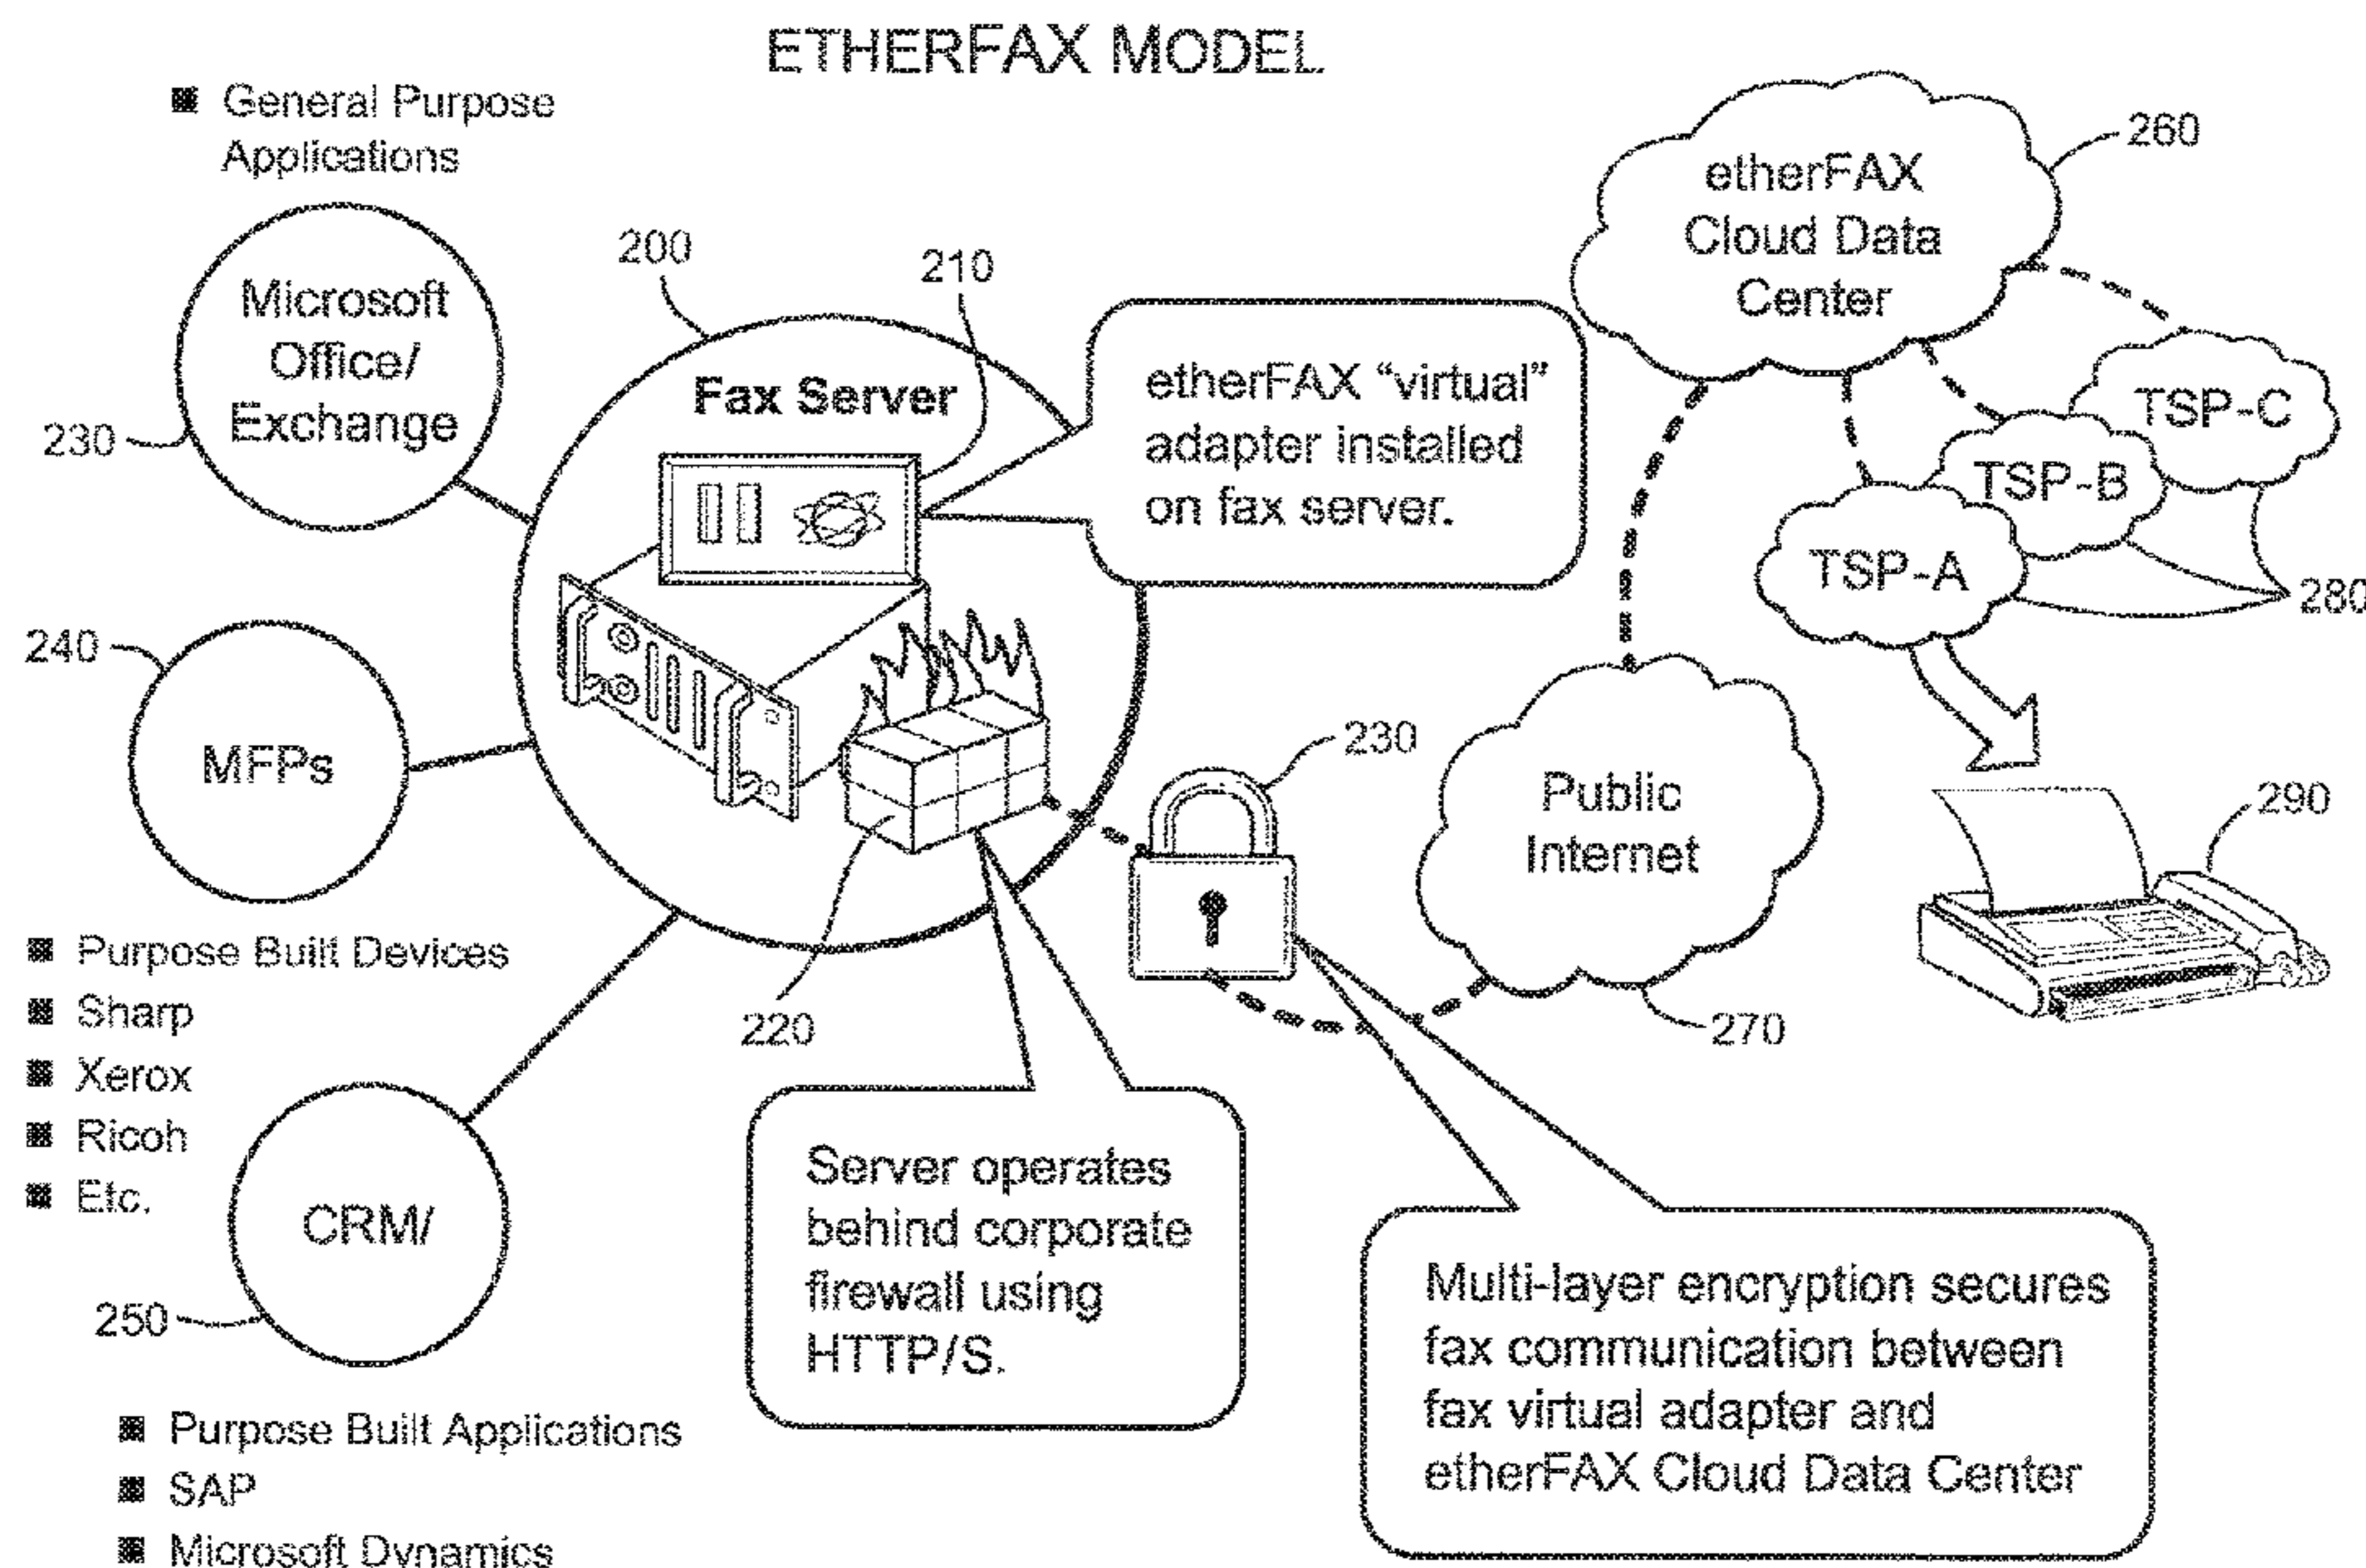 ETHERFAX MODEL
■ General Purpose
Applications
Microsoft
Office/
Exchange
230
200
210
Fax Server
etherFAX “virtual”
adapter installed
on fax server.
etherFAX
Cloud Data
Center
260
TSP-C
TSP-B
TSP-A
280
240
MFPs
230
Public
Internet
290
270
220
■ Purpose Built Devices
■ Sharp
■ Xerox
■ Ricoh
■ Etc.
CRM/
250
Server operates
behind corporate
firewall using
HTTP/S.
Multi-layer encryption secures
fax communication between
fax virtual adapter and
etherFAX Cloud Data Center
■ Purpose Built Applications
■ SAP
■ Microsoft Dynamics